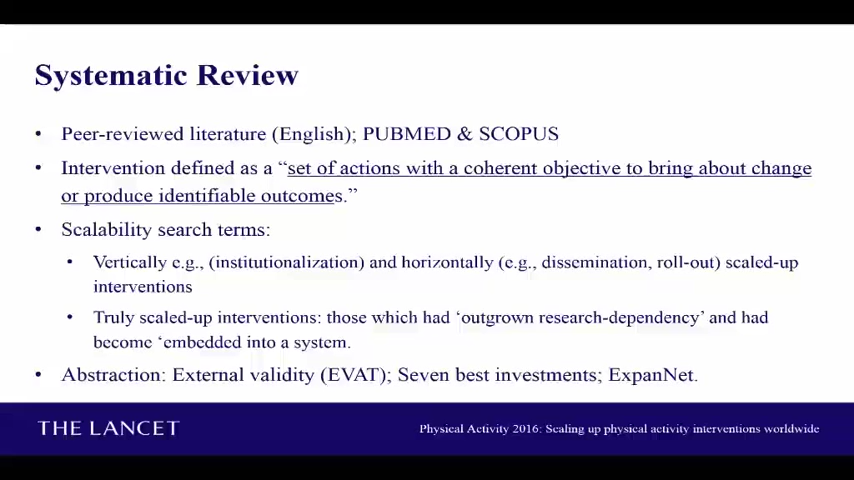 Systematic Review
• Peer-reviewed literature (English); PUBMED & SCOPUS
• Intervention defined as a “set of actions with a coherent objective to bring about change
or produce identifiable outcomes.”
• Scalability search terms:
• Vertically e.g., (institutionalization) and horizontally (e.g., dissemination, roll-out) scaled-up
interventions
• Truly scaled-up interventions: those which had ‘outgrown research-dependency’ and had
become ‘embedded into a system.
• Abstraction: External validity (EVAT); Seven best investments; ExpanNet.
THE LANCET
Physical Activity 2016: Scaling up physical activity interventions worldwide